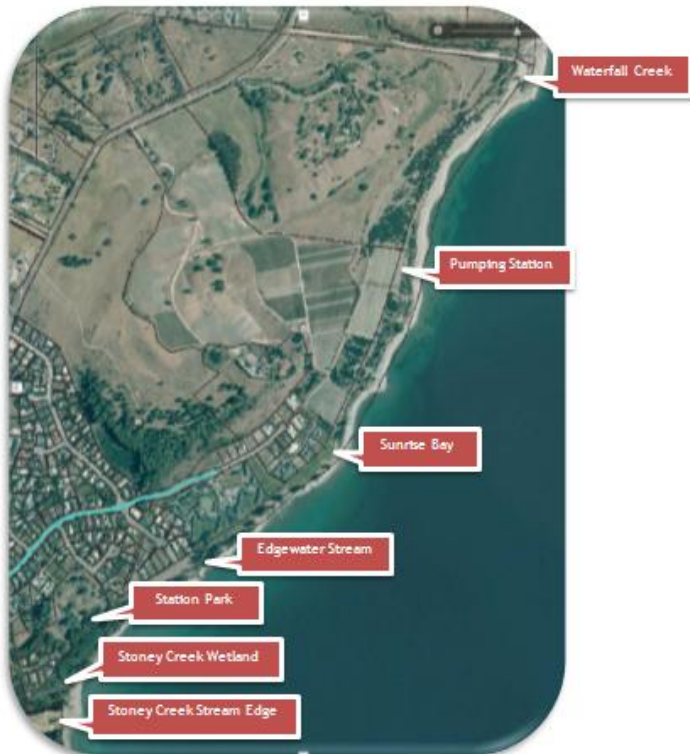 Waterfall Creek
Pumping Station
Sunrise Bay
Edgewater Stream
Station Park
Stoney Creek Wetland
Stoney Creek Stream Edge